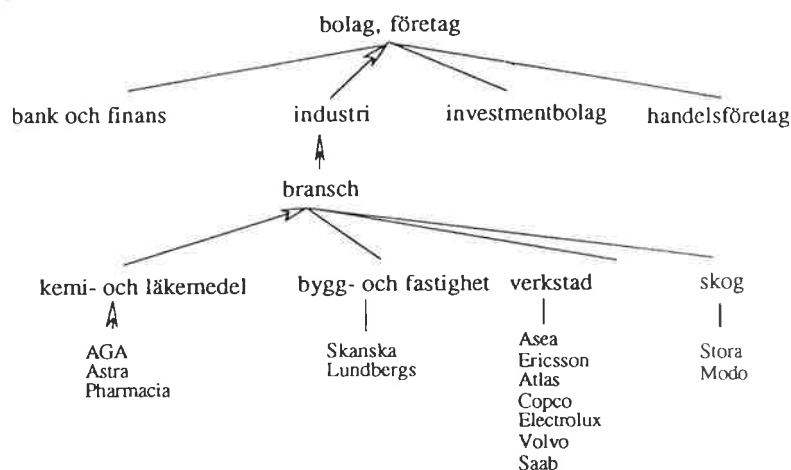 bolag, företag
bank och finans industri investmentbolag handelsföretag
bransch
kemi- och läkemedel bygg- och fastighet verkstad skog
AGA
Astra
Pharmacia
Skanska
Lundbergs
Asea
Ericsson
Atlas
Copco
Electrolux
Volvo
Saab
Stora
Modo